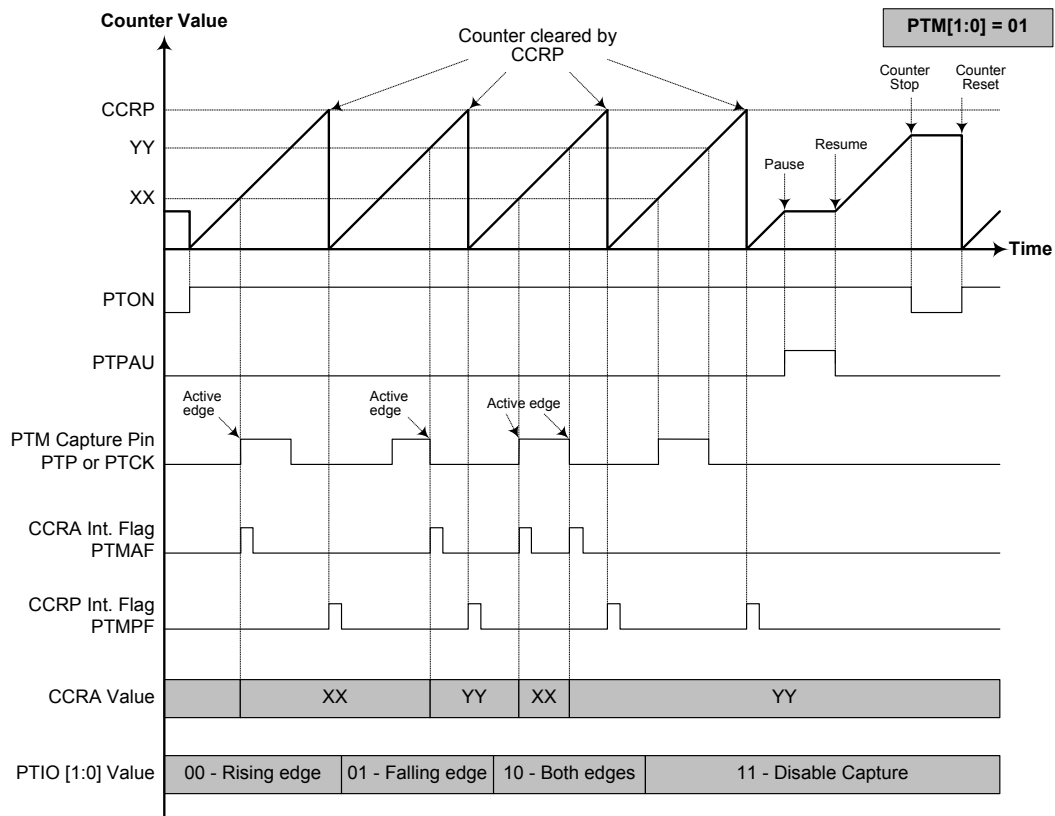 Counter Value
PTM[1:0] = 01
Counter cleared by
CCRP
Counter
Stop
Counter
Reset
CCRP
YY
XX
Pause
Resume
Time
PTON
PTPAU
Active
edge
Active
edge
Active edge
PTM Capture Pin
PTP or PTCK
CCRA Int. Flag
PTMAF
CCRP Int. Flag
PTMPF
CCRA Value
XX
YY
XX
YY
PTIO [1:0] Value
00 - Rising edge
01 - Falling edge
10 - Both edges
11 - Disable Capture